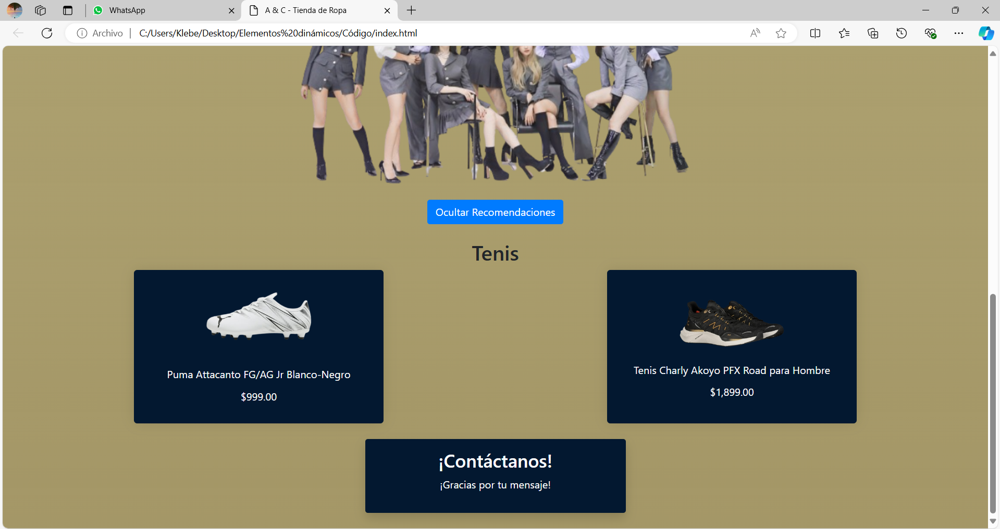 WhatsApp
A & C - Tienda de Ropa
Archivo
C:/Users/Klebe/Desktop/Elementos%20dinámicos/Código/index.html
Ocultar Recomendaciones
Tenis
Puma Attacanto FG/AG Jr Blanco-Negro
$999.00
Tenis Charly Akoyo PFX Road para Hombre
$1,899.00
¡Contáctanos!
¡Gracias por tu mensaje!